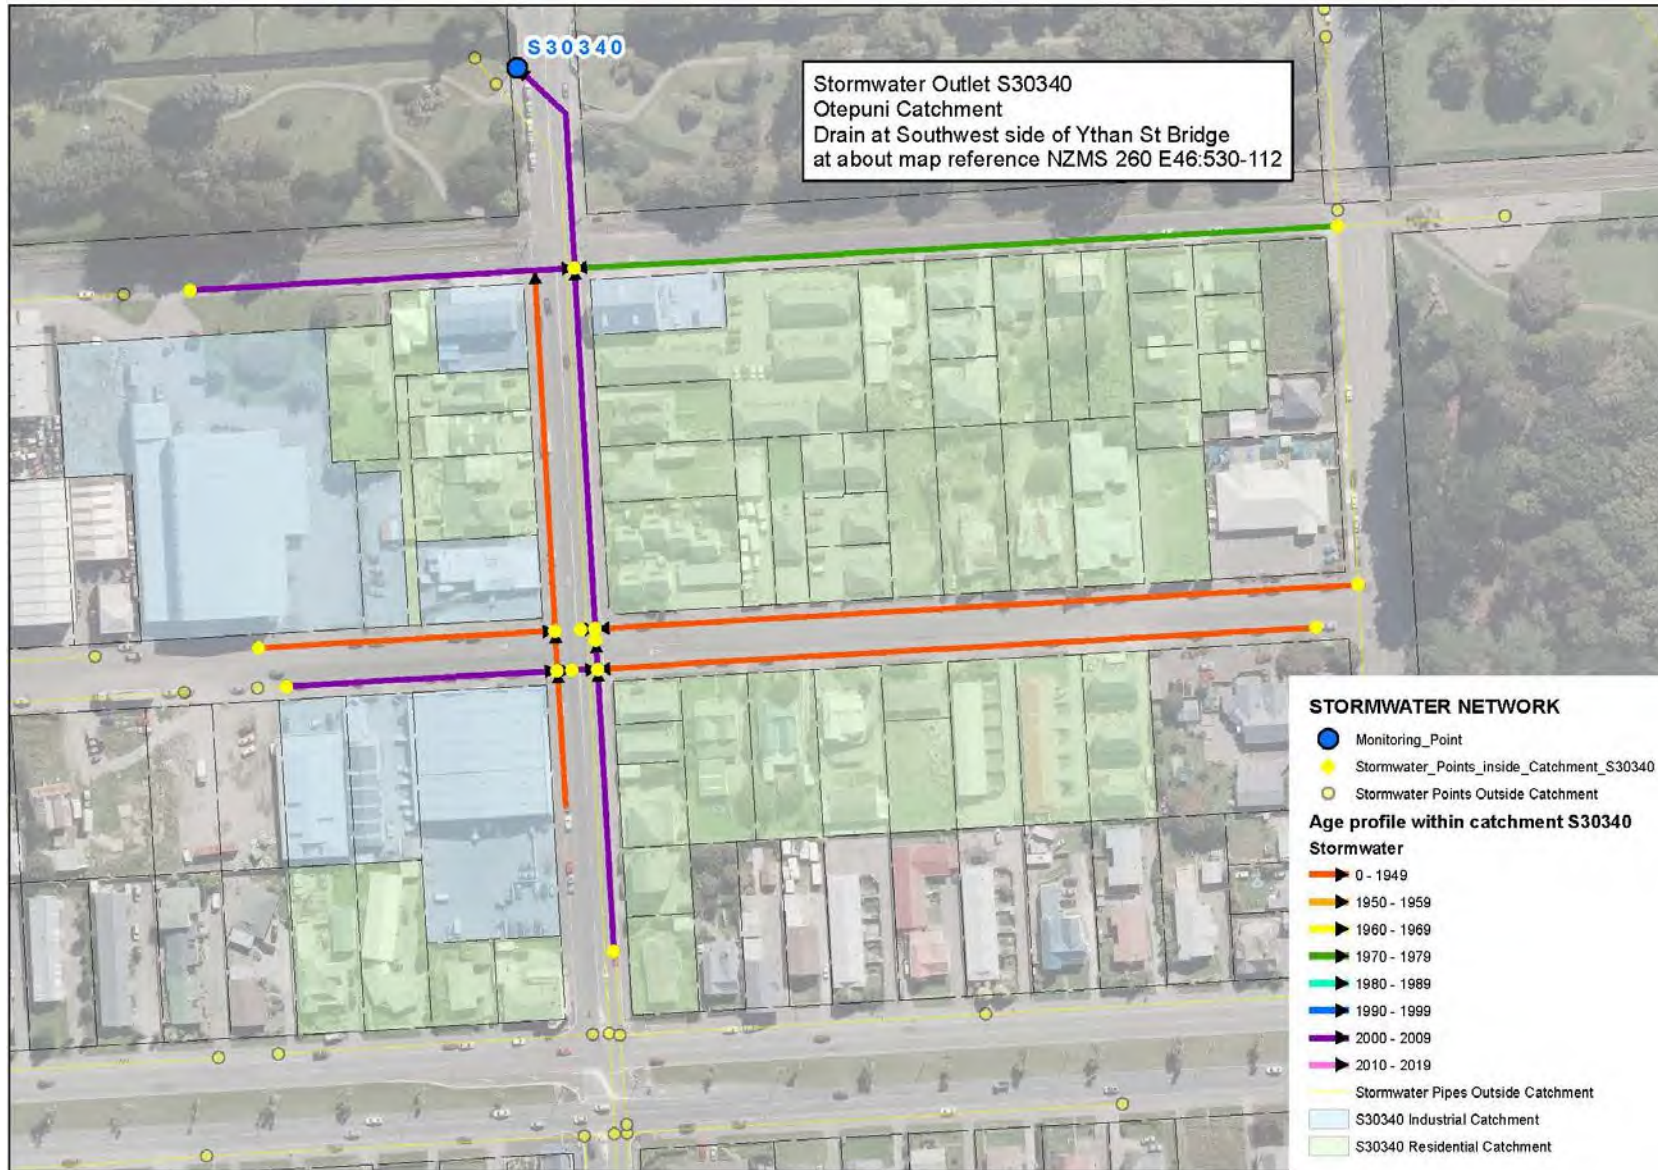 S30340
Stormwater Outlet S30340
Otepuni Catchment
Drain at Southwest side of Ythan St Bridge
at about map reference NZMS 260 E46:530-112
STORMWATER NETWORK
Monitoring_Point
Stormwater_Points_inside_Catchment_S30340
Stormwater Points Outside Catchment
Age profile within catchment S30340
Stormwater
0 - 1949
1950 - 1959
1960 - 1969
1970 - 1979
1980 - 1989
1990 - 1999
2000 - 2009
2010 - 2019
Stormwater Pipes Outside Catchment
S30340 Industrial Catchment
S30340 Residential Catchment